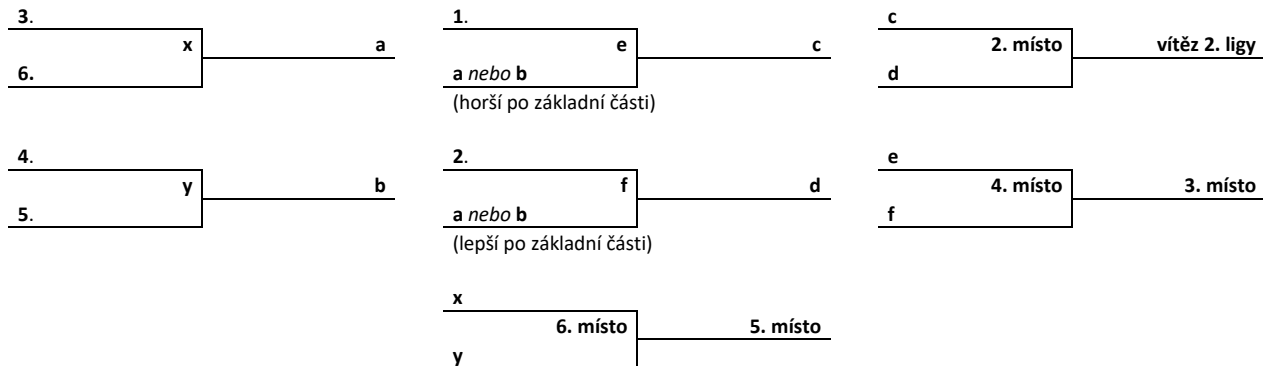 3.
x a
6.
4.
y b
5.
1.
e c
a nebo b
(horší po základní části)
2.
f d
a nebo b
(lepší po základní části)
x
6. místo 5. místo
y
c
2. místo vítěz 2. ligy
d
e
4. místo 3. místo
f